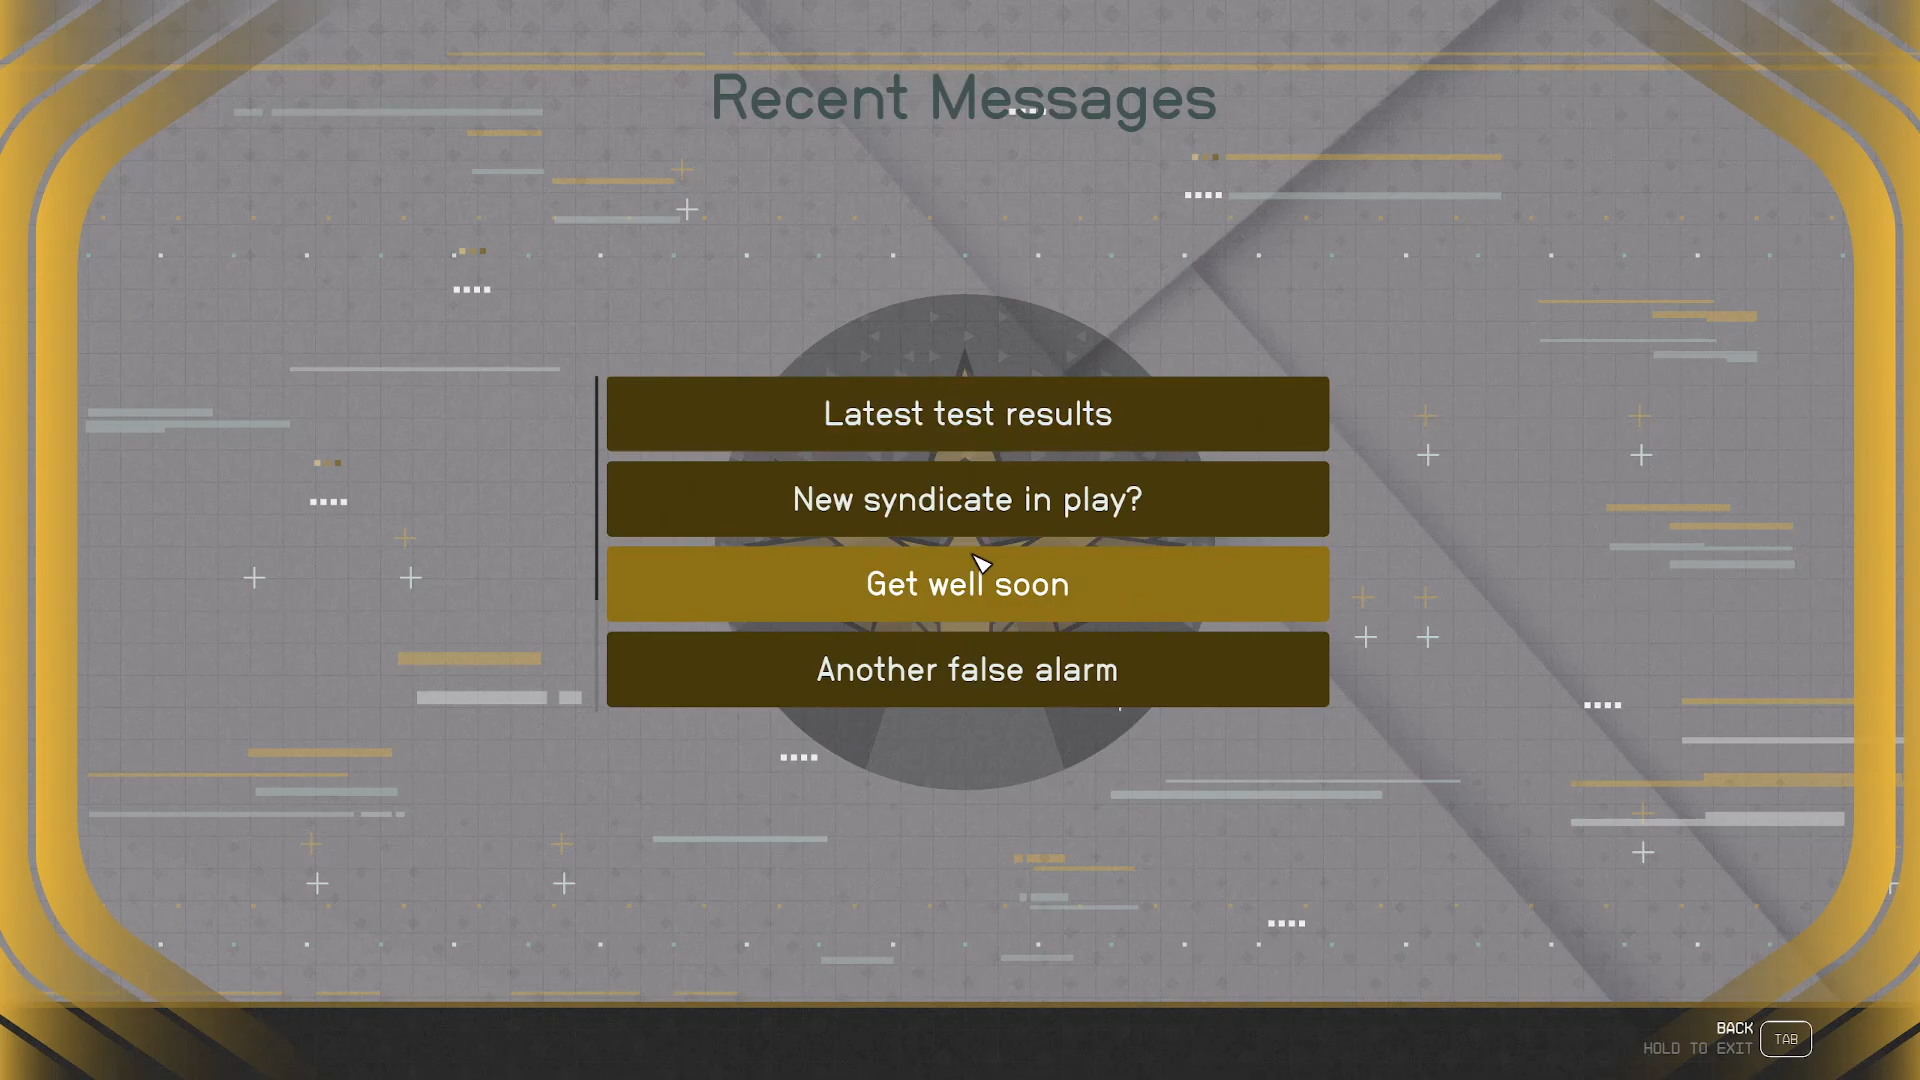 Recent Messages
Latest test results
New syndicate in play?
Get well soon
Another false alarm
BACK
HOLD TO EXIT
TAB